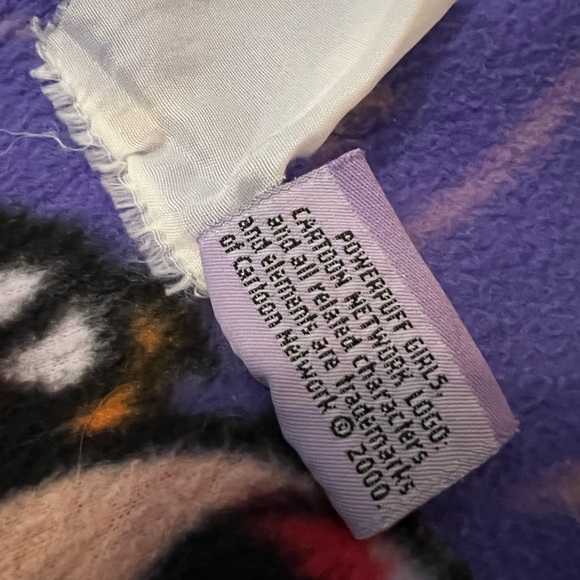 POWERPUFF GIRLS,
CARTOON NETWORK LOGO,
and all related characters
and elements are trademarks
of Cartoon Network © 2000.